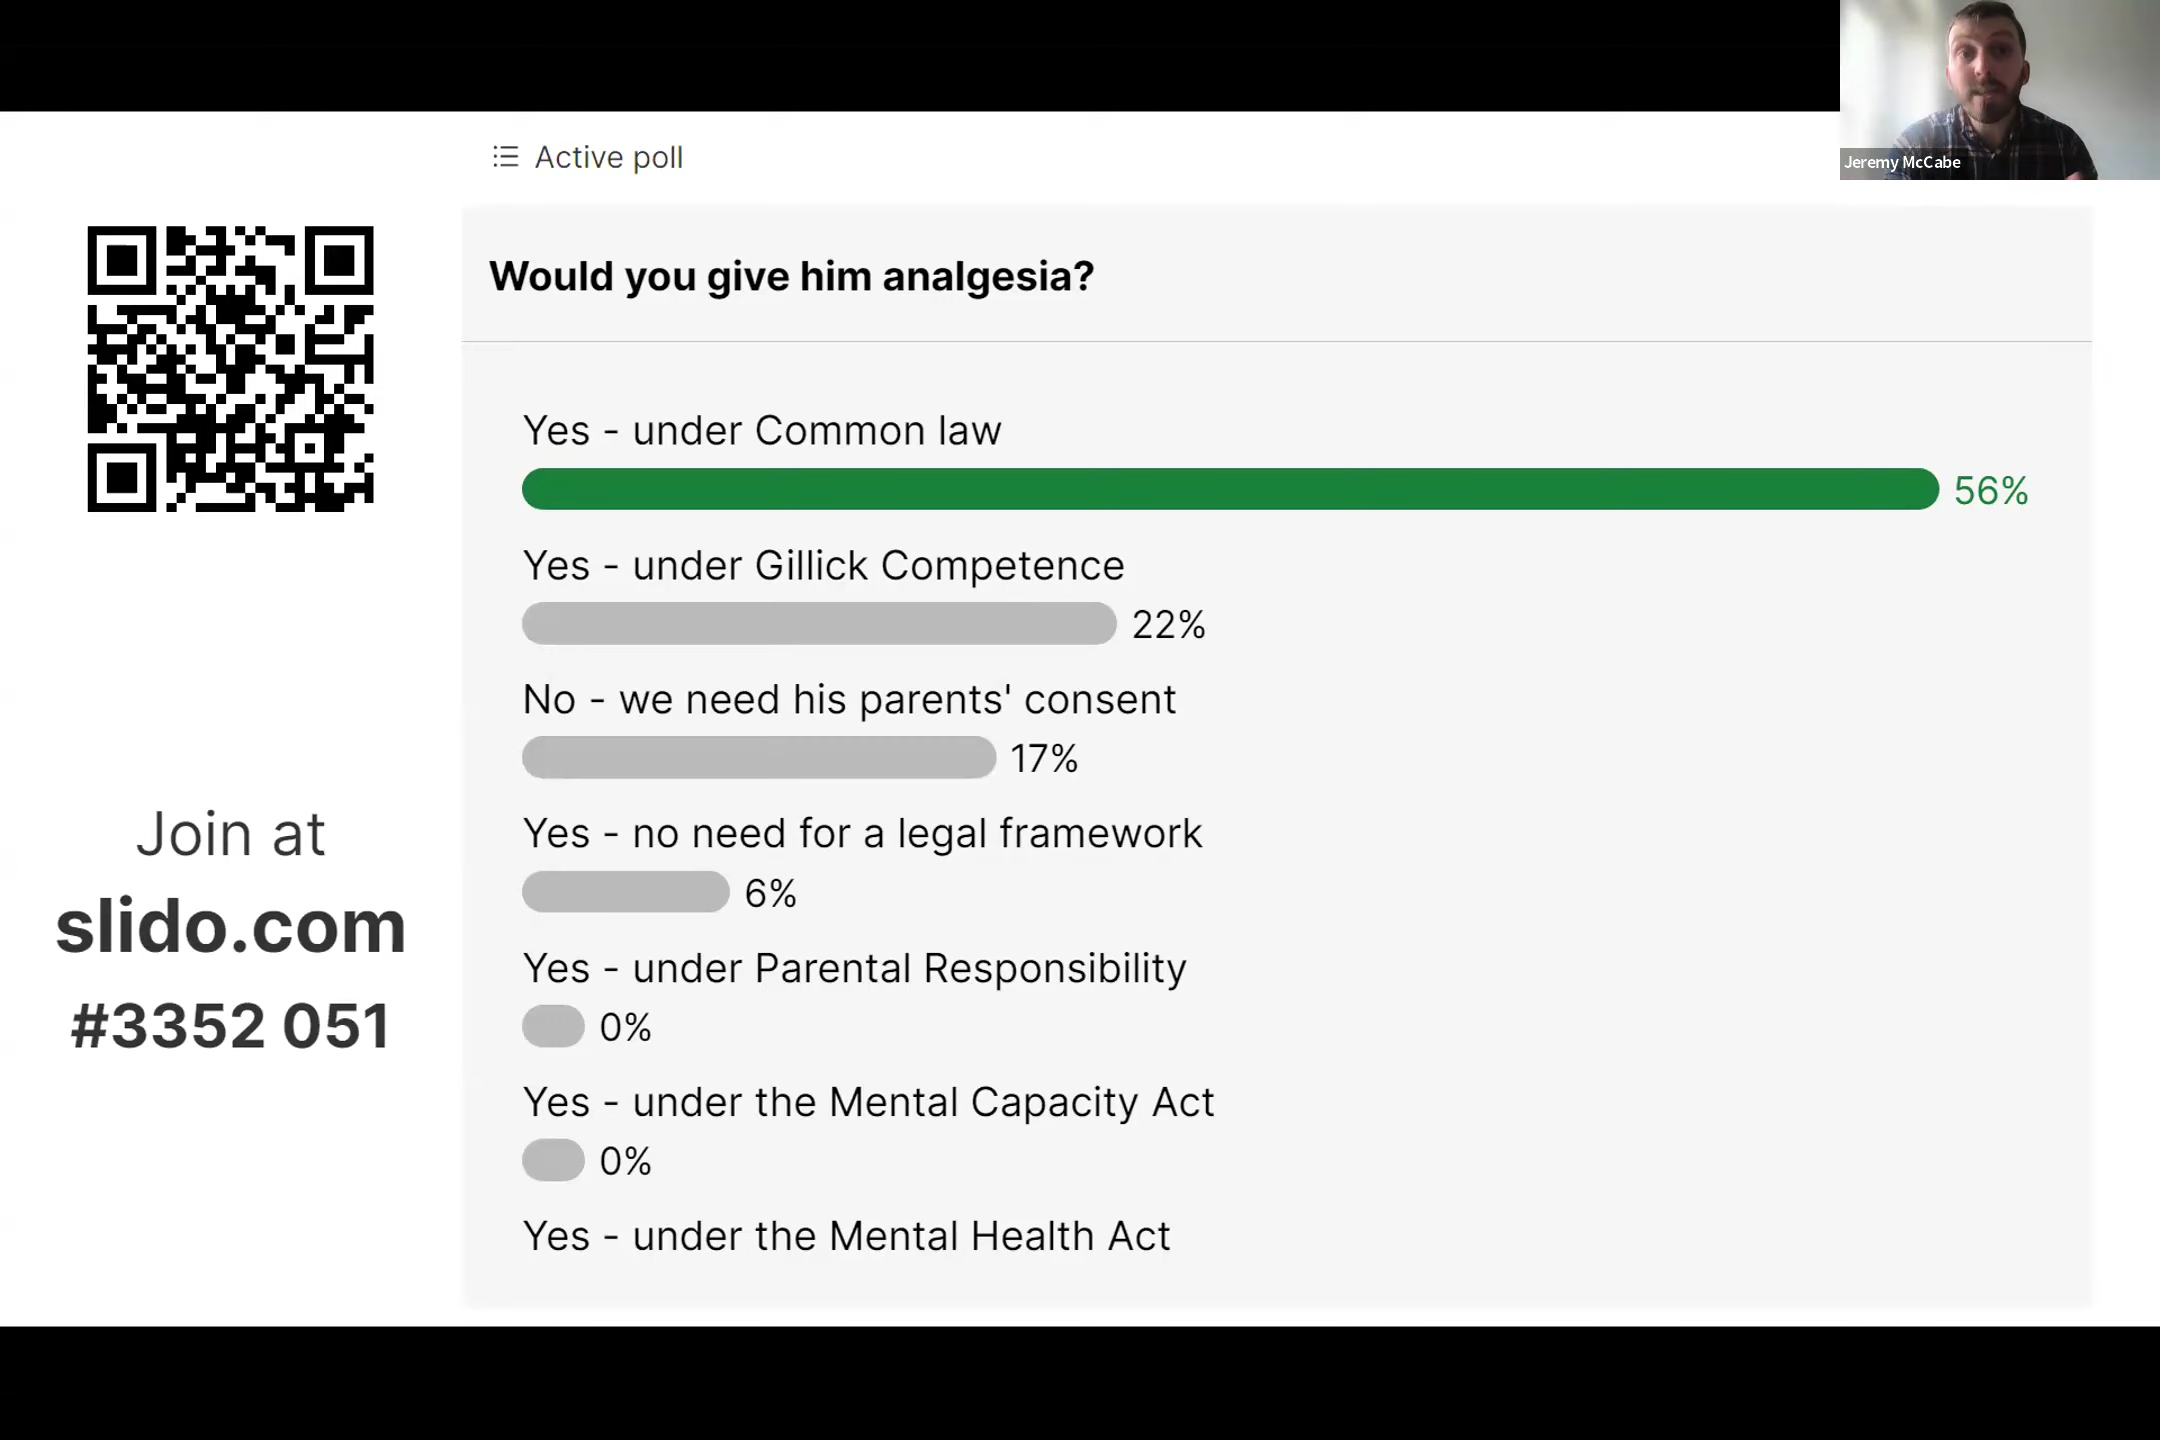 Jeremy McCabe
Active poll
Would you give him analgesia?
Yes - under Common law
56%
Yes - under Gillick Competence
22%
No - we need his parents' consent
17%
Yes - no need for a legal framework
6%
Yes - under Parental Responsibility
0%
Yes - under the Mental Capacity Act
0%
Yes - under the Mental Health Act
Join at
slido.com
#3352 051